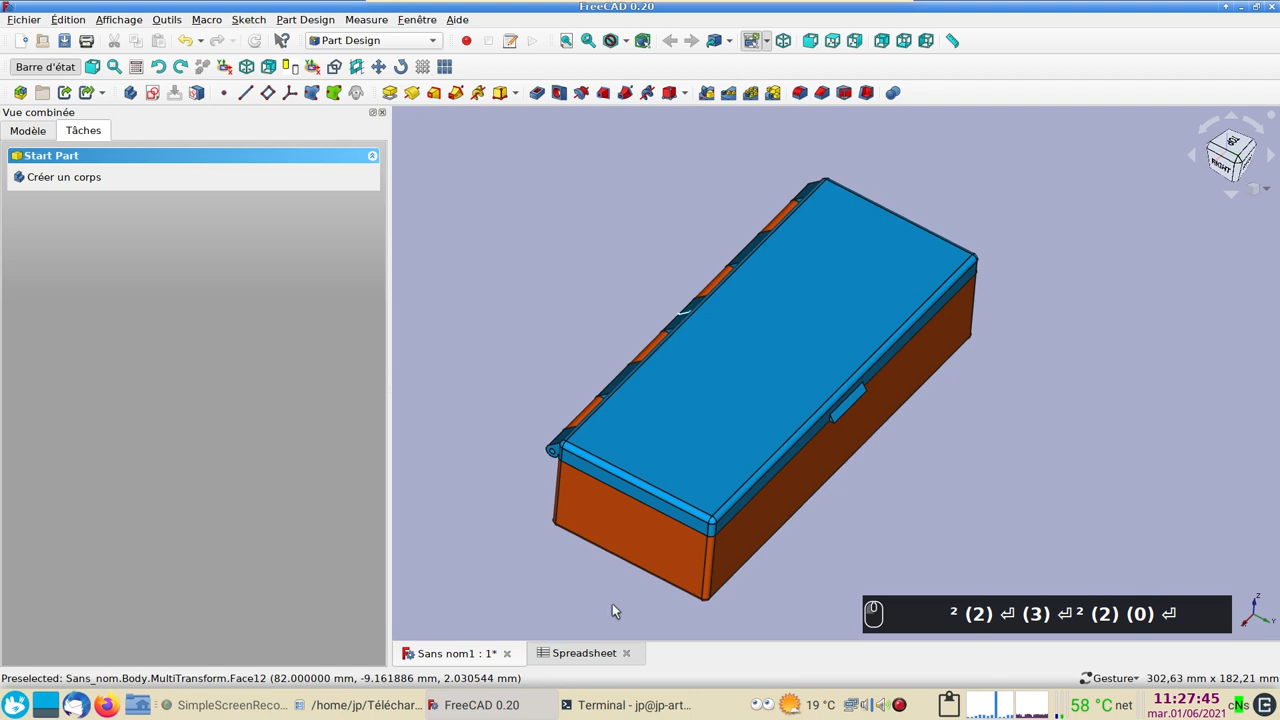 FreeCAD 0.20
Fichier Édition Affichage Outils Macro Sketch Part Design Measure Fenêtre Aide
Part Design
Barre d'état
Vue combinée
Modèle Tâches
Start Part
Créer un corps
RIGHT
² (2) ⏎ (3) ⏎ ² (2) (0) ⏎
Z
Y
Sans nom1 : 1* Spreadsheet
Preselected: Sans_nom.Body.MultiTransform.Face12 (82.000000 mm, -9.161886 mm, 2.030544 mm) Gesture 302,63 mm x 182,21 mm
SimpleScreenReco... /home/jp/Téléchar... FreeCAD 0.20 Terminal - jp@jp-art... 19 °C 58 °C net 11:27:45
mar.01/06/2021